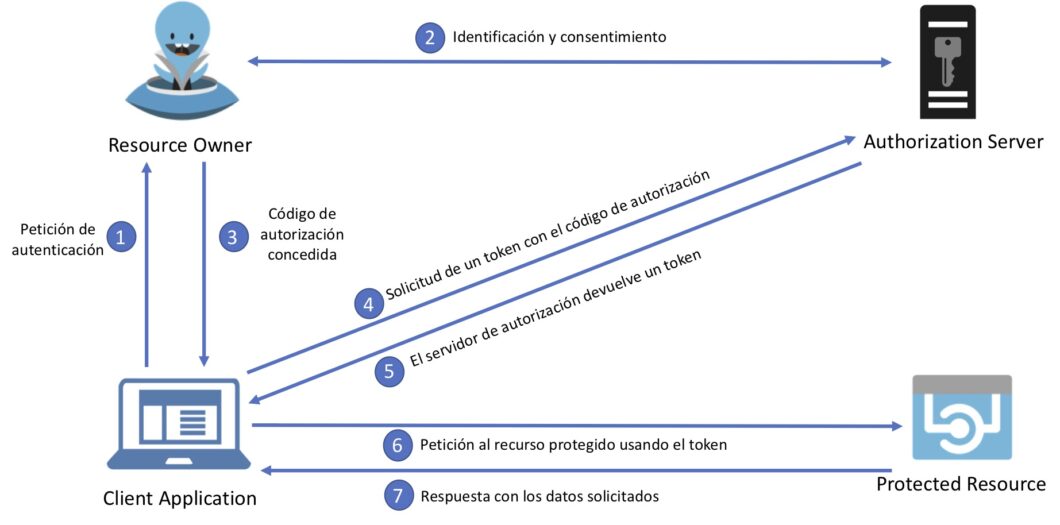 2 Identificación y consentimiento
Resource Owner
Authorization Server
Petición de
autenticación
1
3
Código de
autorización
concedida
4 Solicitud de un token con el código de autorización
5 El servidor de autorización devuelve un token
6 Petición al recurso protegido usando el token
Client Application
7 Respuesta con los datos solicitados
Protected Resource